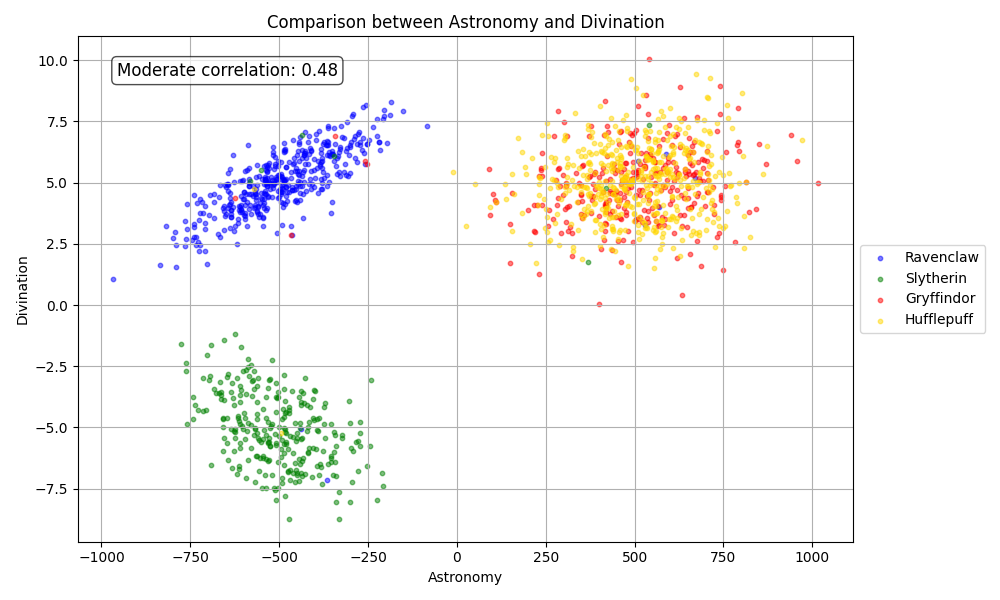 Comparison between Astronomy and Divination
Moderate correlation: 0.48
Divination
10.0
7.5
5.0
2.5
0.0
−2.5
−5.0
−7.5
−1000
−750
−500
−250
0
250
500
750
1000
Astronomy
Ravenclaw
Slytherin
Gryffindor
Hufflepuff